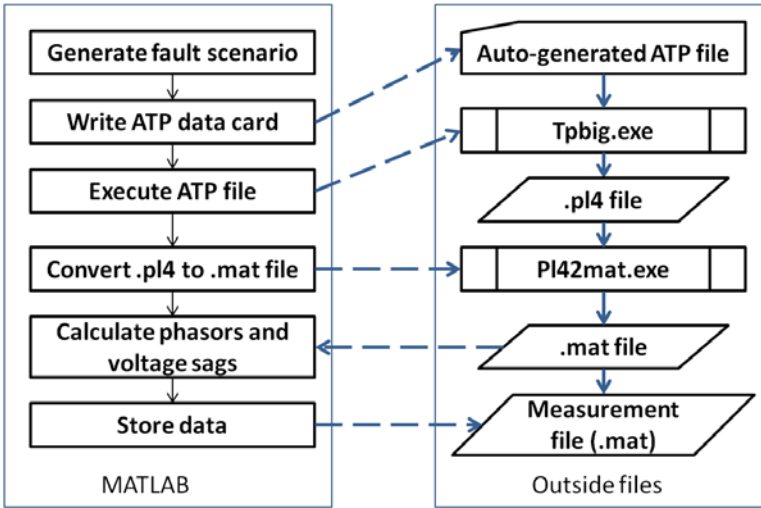 Generate fault scenario
Write ATP data card
Execute ATP file
Convert .pl4 to .mat file
Calculate phasors and
voltage sags
Store data
MATLAB
Auto-generated ATP file
Tpbig.exe
.pl4 file
Pl42mat.exe
.mat file
Measurement
file (.mat)
Outside files